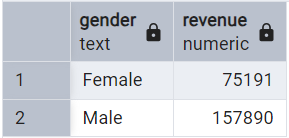 gender revenue
text numeric
1 Female 75191
2 Male 157890